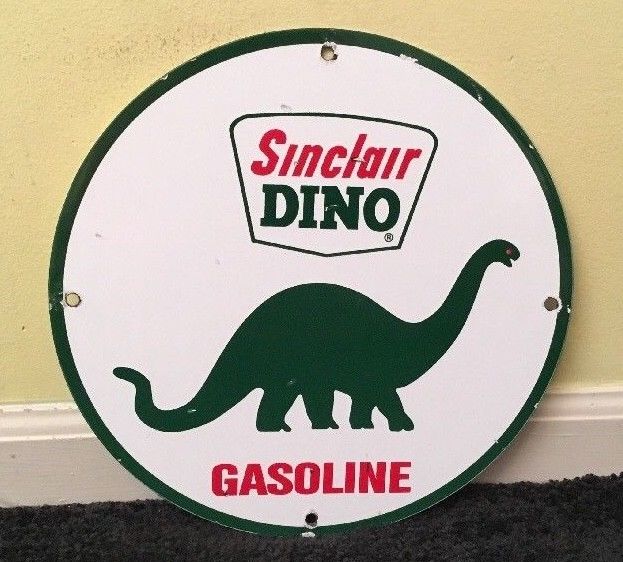 Sinclair
DINO
®
GASOLINE